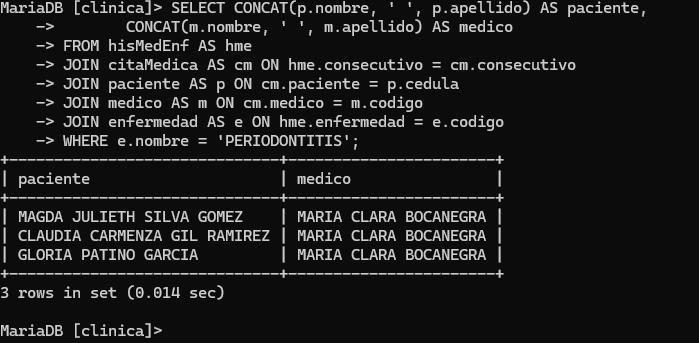 MariaDB [clinica]> SELECT CONCAT(p.nombre, ' ', p.apellido) AS paciente,
    ->        CONCAT(m.nombre, ' ', m.apellido) AS medico
    -> FROM hisMedEnf AS hme
    -> JOIN citaMedica AS cm ON hme.consecutivo = cm.consecutivo
    -> JOIN paciente AS p ON cm.paciente = p.cedula
    -> JOIN medico AS m ON cm.medico = m.codigo
    -> JOIN enfermedad AS e ON hme.enfermedad = e.codigo
    -> WHERE e.nombre = 'PERIODONTITIS';
+-----------------------------+----------------------+
| paciente                    | medico               |
+-----------------------------+----------------------+
| MAGDA JULIETH SILVA GOMEZ   | MARIA CLARA BOCANEGRA |
| CLAUDIA CARMENZA GIL RAMIREZ | MARIA CLARA BOCANEGRA |
| GLORIA PATINO GARCIA        | MARIA CLARA BOCANEGRA |
+-----------------------------+----------------------+
3 rows in set (0.014 sec)

MariaDB [clinica]>